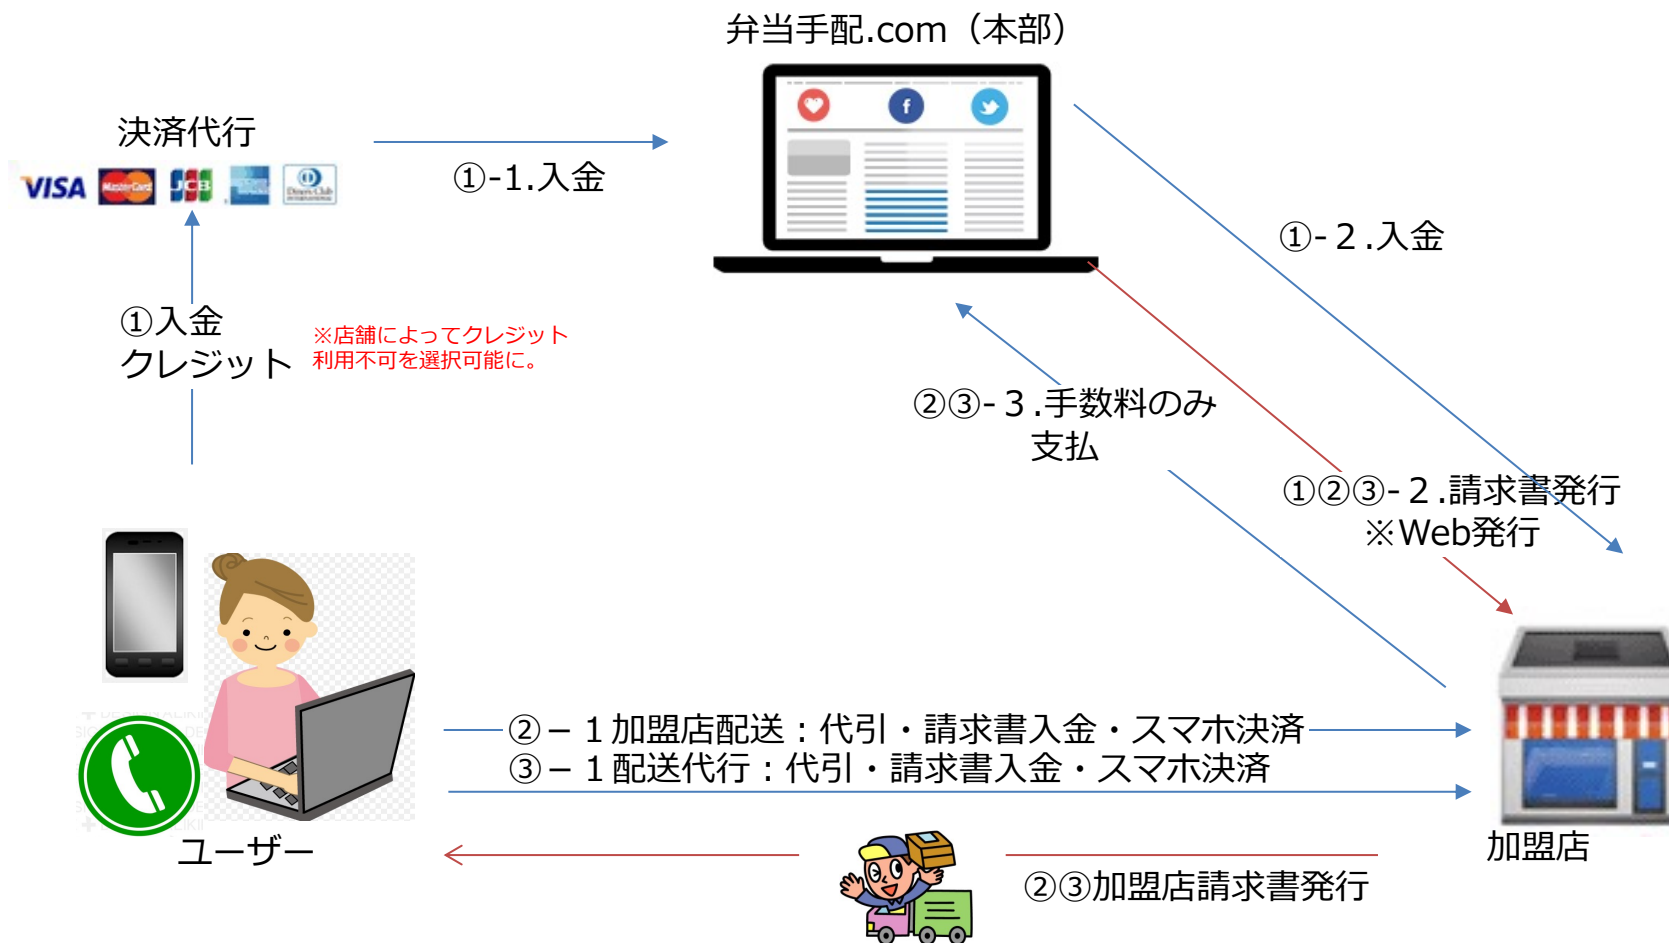 弁当手配.com（本部）
決済代行
VISA
MasterCard
JCB
Diners Club
INTERNATIONAL
①-1.入金
①-２.入金
①入金
クレジット
※店舗によってクレジット
利用不可を選択可能に。
②③-３.手数料のみ
支払
①②③-２.請求書発行
※Web発行
②－１加盟店配送：代引・請求書入金・スマホ決済
③－１配送代行：代引・請求書入金・スマホ決済
ユーザー
加盟店
②③加盟店請求書発行